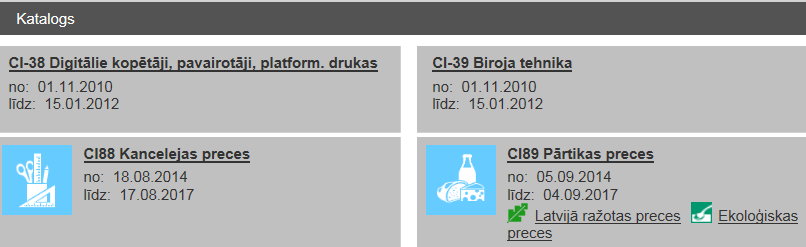 Katalogs
CI-38 Digitālie kopētāji, pavairotāji, platform. drukas
no: 01.11.2010
līdz: 15.01.2012
CI-39 Biroja tehnika
no: 01.11.2010
līdz: 15.01.2012
CI88 Kancelejas preces
no: 18.08.2014
līdz: 17.08.2017
CI89 Pārtikas preces
no: 05.09.2014
līdz: 04.09.2017
Latvijā ražotas preces Ekoloģiskas
preces